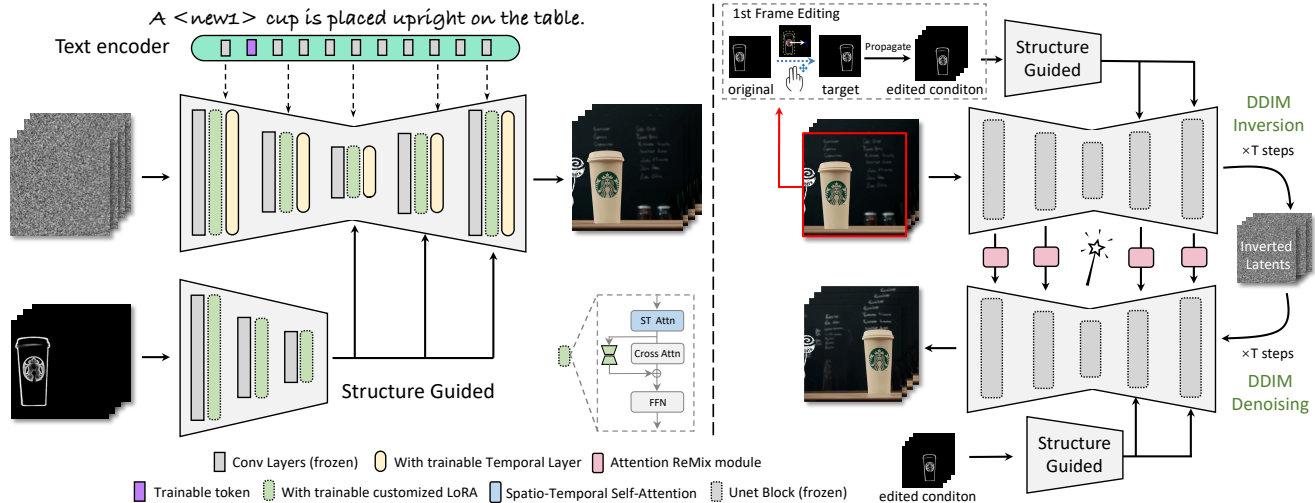 A <new1> cup is placed upright on the table.
Text encoder
Structure Guided
ST Attn
Cross Attn
FFN
1st Frame Editing
original
target
Propagate
edited conditon
Structure
Guided
DDIM
Inversion
×T steps
Inverted
Latents
×T steps
DDIM
Denoising
Structure
Guided
edited conditon
Conv Layers (frozen)
With trainable Temporal Layer
Attention ReMix module
Trainable token
With trainable customized LoRA
Spatio-Temporal Self-Attention
Unet Block (frozen)